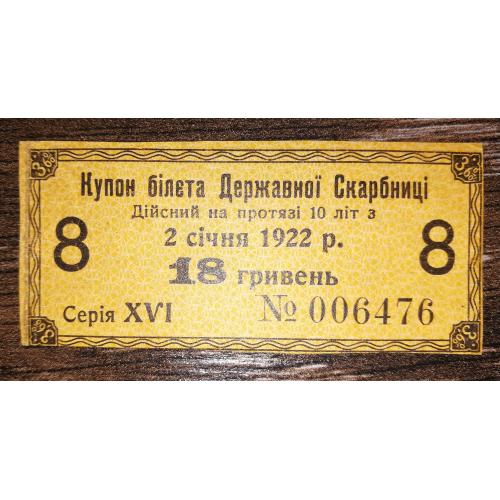 Купон білета Державної Скарбниці
Дійсний на протязі 10 літ з
8 2 січня 1922 р. 8
18 гривень
Серія XVI № 006476